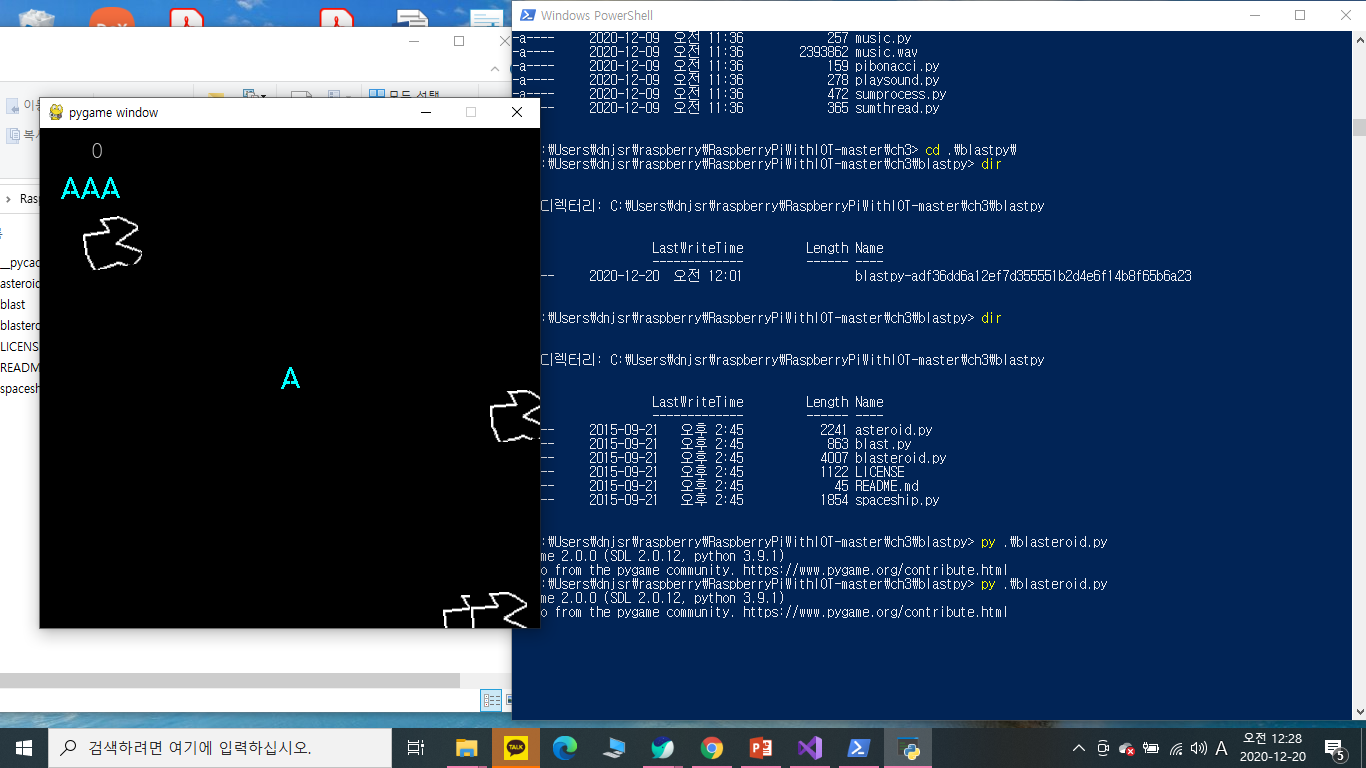 Windows PowerShell
-a---- 2020-12-09 오전 11:36 257 music.py
-a---- 2020-12-09 오전 11:36 2393862 music.wav
-a---- 2020-12-09 오전 11:36 159 pibonacci.py
-a---- 2020-12-09 오전 11:36 278 playsound.py
-a---- 2020-12-09 오전 11:36 472 sumprocess.py
-a---- 2020-12-09 오전 11:36 365 sumthread.py
:₩Users₩dnjsr₩raspberry₩RaspberryPiWithIOT-master₩ch3> cd .₩blastpy₩
:₩Users₩dnjsr₩raspberry₩RaspberryPiWithIOT-master₩ch3₩blastpy> dir
디렉터리: C:₩Users₩dnjsr₩raspberry₩RaspberryPiWithIOT-master₩ch3₩blastpy
LastWriteTime Length Name
------------- ------ ----
-- 2020-12-20 오전 12:01 blastpy-adf36dd6a12ef7d355551b2d4e6f14b8f65b6a23
:₩Users₩dnjsr₩raspberry₩RaspberryPiWithIOT-master₩ch3₩blastpy> dir
디렉터리: C:₩Users₩dnjsr₩raspberry₩RaspberryPiWithIOT-master₩ch3₩blastpy
LastWriteTime Length Name
------------- ------ ----
-- 2015-09-21 오후 2:45 2241 asteroid.py
-- 2015-09-21 오후 2:45 863 blast.py
-- 2015-09-21 오후 2:45 4007 blasteroid.py
-- 2015-09-21 오후 2:45 1122 LICENSE
-- 2015-09-21 오후 2:45 45 README.md
-- 2015-09-21 오후 2:45 1854 spaceship.py
:₩Users₩dnjsr₩raspberry₩RaspberryPiWithIOT-master₩ch3₩blastpy> py .₩blasteroid.py
me 2.0.0 (SDL 2.0.12, python 3.9.1)
o from the pygame community. https://www.pygame.org/contribute.html
:₩Users₩dnjsr₩raspberry₩RaspberryPiWithIOT-master₩ch3₩blastpy> py .₩blasteroid.py
me 2.0.0 (SDL 2.0.12, python 3.9.1)
o from the pygame community. https://www.pygame.org/contribute.html
모두 선택
이동
복사
pygame window
0
AAA
A
Rasp
__pycac
asteroid
blast
blastero
LICENS
READM
spacesh
검색하려면 여기에 입력하십시오.
TALK
A
오전 12:28
2020-12-20
5